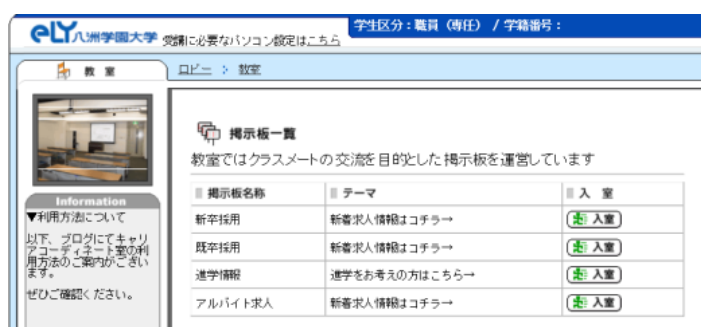 eLY 八洲学園大学 受講に必要なパソコン設定はこちら
学生区分：職員（専任） / 学籍番号：
教 室
ロビー > 教室
掲示板一覧
教室ではクラスメートの交流を目的とした掲示板を運営しています
掲示板名称 テーマ 入 室
新卒採用 新着求人情報はコチラ→ 入室
既卒採用 新着求人情報はコチラ→ 入室
進学情報 進学をお考えの方はこちら→ 入室
アルバイト求人 新着求人情報はコチラ→ 入室
Information
▼利用方法について
以下、ブログにてキャリ
アコーディネート室の利
用方法のご案内がござい
ます。
ぜひご確認ください。